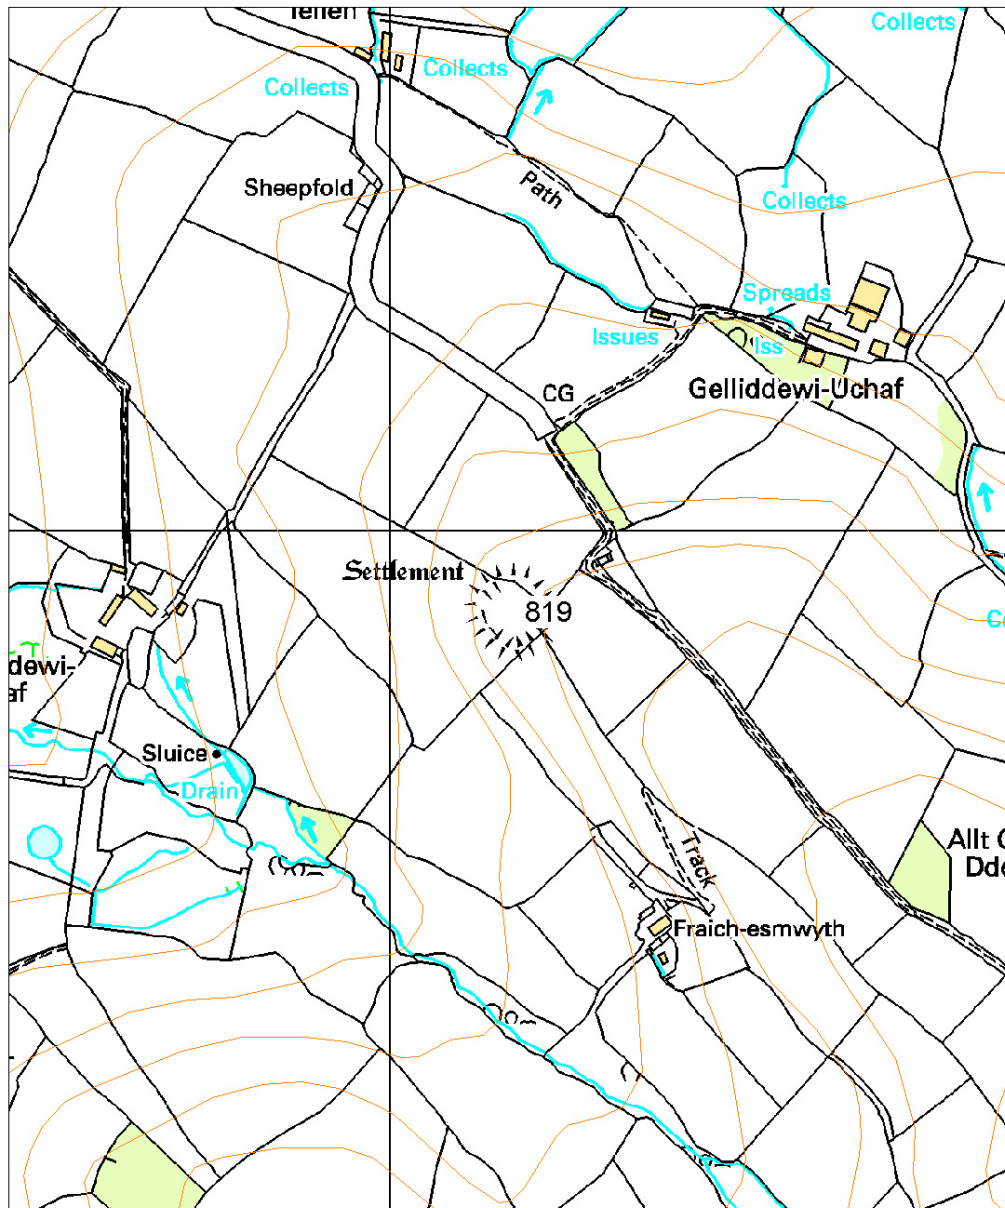 Collects
Collects
Collects
Sheepfold
Path
Collects
Spreads
Issues
Iss
CG
Gelliddewi-Uchaf
Settlement
819
dewi-
af
Sluice
Drain
Track
Allt
Fraich-esmwyth